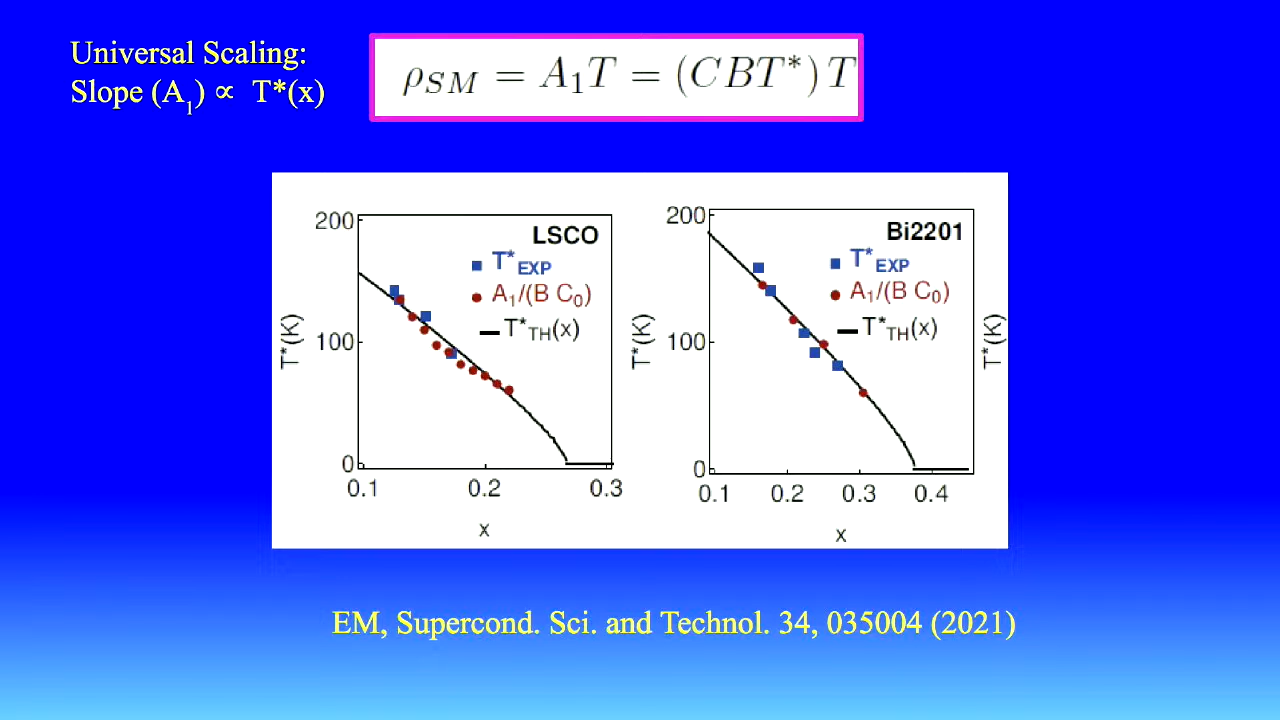 Universal Scaling:
Slope (A₁) ∝ T*(x)
ρ_SM = A₁T = (CBT*) T
LSCO
T*EXP
A₁/(B C₀)
T*TH(x)
200
100
0
T*(K)
0.1 0.2 0.3
x
Bi2201
T*EXP
A₁/(B C₀)
T*TH(x)
200
100
0
T*(K)
0.1 0.2 0.3 0.4
x
T*(K)
EM, Supercond. Sci. and Technol. 34, 035004 (2021)